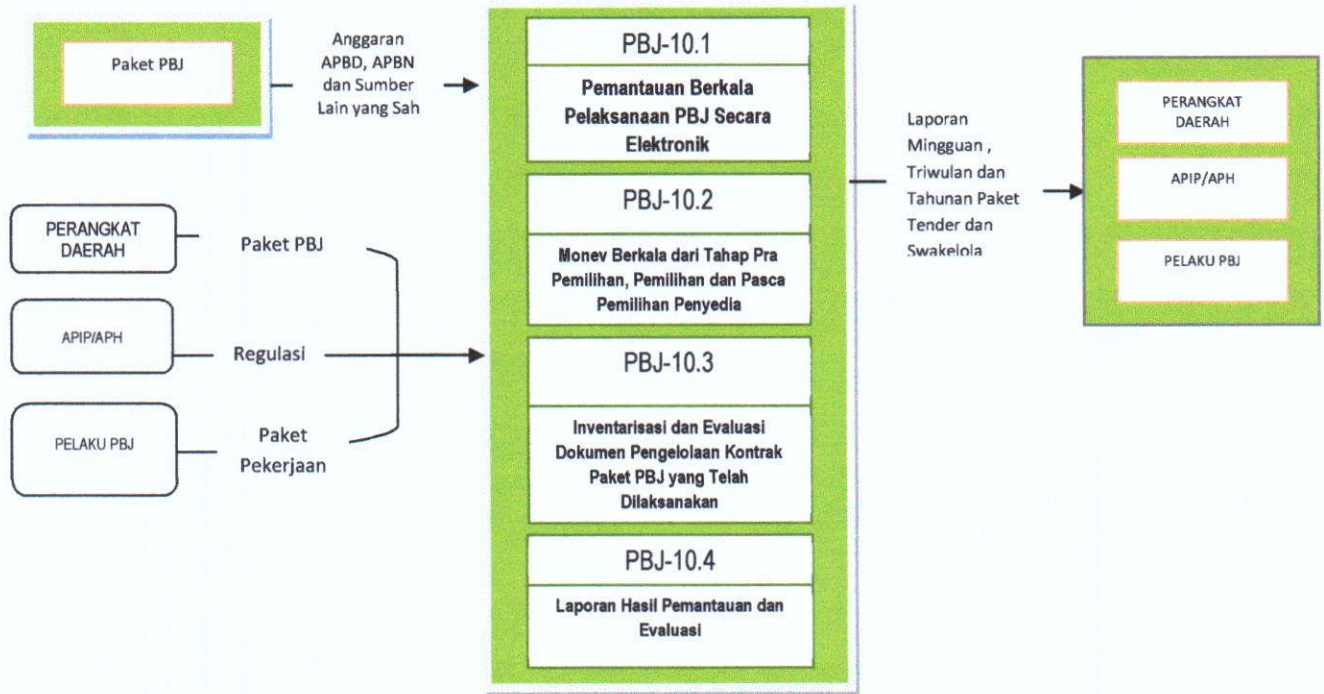 Paket PBJ
Anggaran
APBD, APBN
dan Sumber
Lain yang Sah
PERANGKAT
DAERAH
Paket PBJ
APIP/APH
Regulasi
PELAKU PBJ
Paket
Pekerjaan
PBJ-10.1
Pemantauan Berkala
Pelaksanaan PBJ Secara
Elektronik
PBJ-10.2
Monev Berkala dari Tahap Pra
Pemilihan, Pemilihan dan Pasca
Pemilihan Penyedia
PBJ-10.3
Inventarisasi dan Evaluasi
Dokumen Pengelolaan Kontrak
Paket PBJ yang Telah
Dilaksanakan
PBJ-10.4
Laporan Hasil Pemantauan dan
Evaluasi
Laporan
Mingguan ,
Triwulan dan
Tahunan Paket
Tender dan
Swakelola
PERANGKAT
DAERAH
APIP/APH
PELAKU PBJ